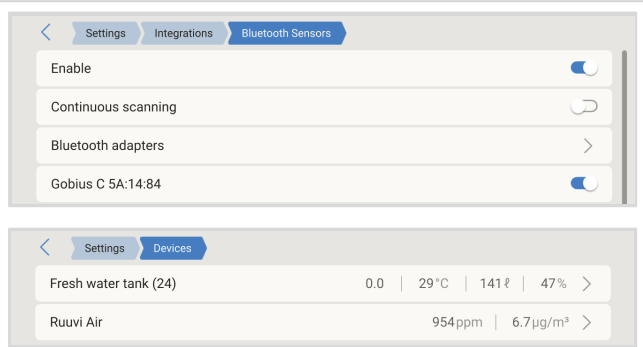 Settings Integrations Bluetooth Sensors
Enable
Continuous scanning
Bluetooth adapters
Gobius C 5A:14:84
Settings Devices
Fresh water tank (24) 0.0 29°C 141ℓ 47%
Ruuvi Air 954ppm 6.7µg/m³